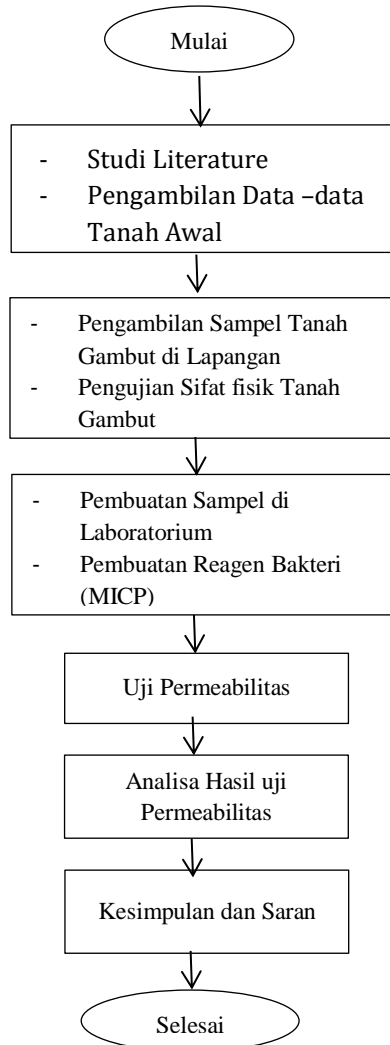 Mulai
- Studi Literature
- Pengambilan Data –data
Tanah Awal
- Pengambilan Sampel Tanah
Gambut di Lapangan
- Pengujian Sifat fisik Tanah
Gambut
- Pembuatan Sampel di
Laboratorium
- Pembuatan Reagen Bakteri
(MICP)
Uji Permeabilitas
Analisa Hasil uji
Permeabilitas
Kesimpulan dan Saran
Selesai